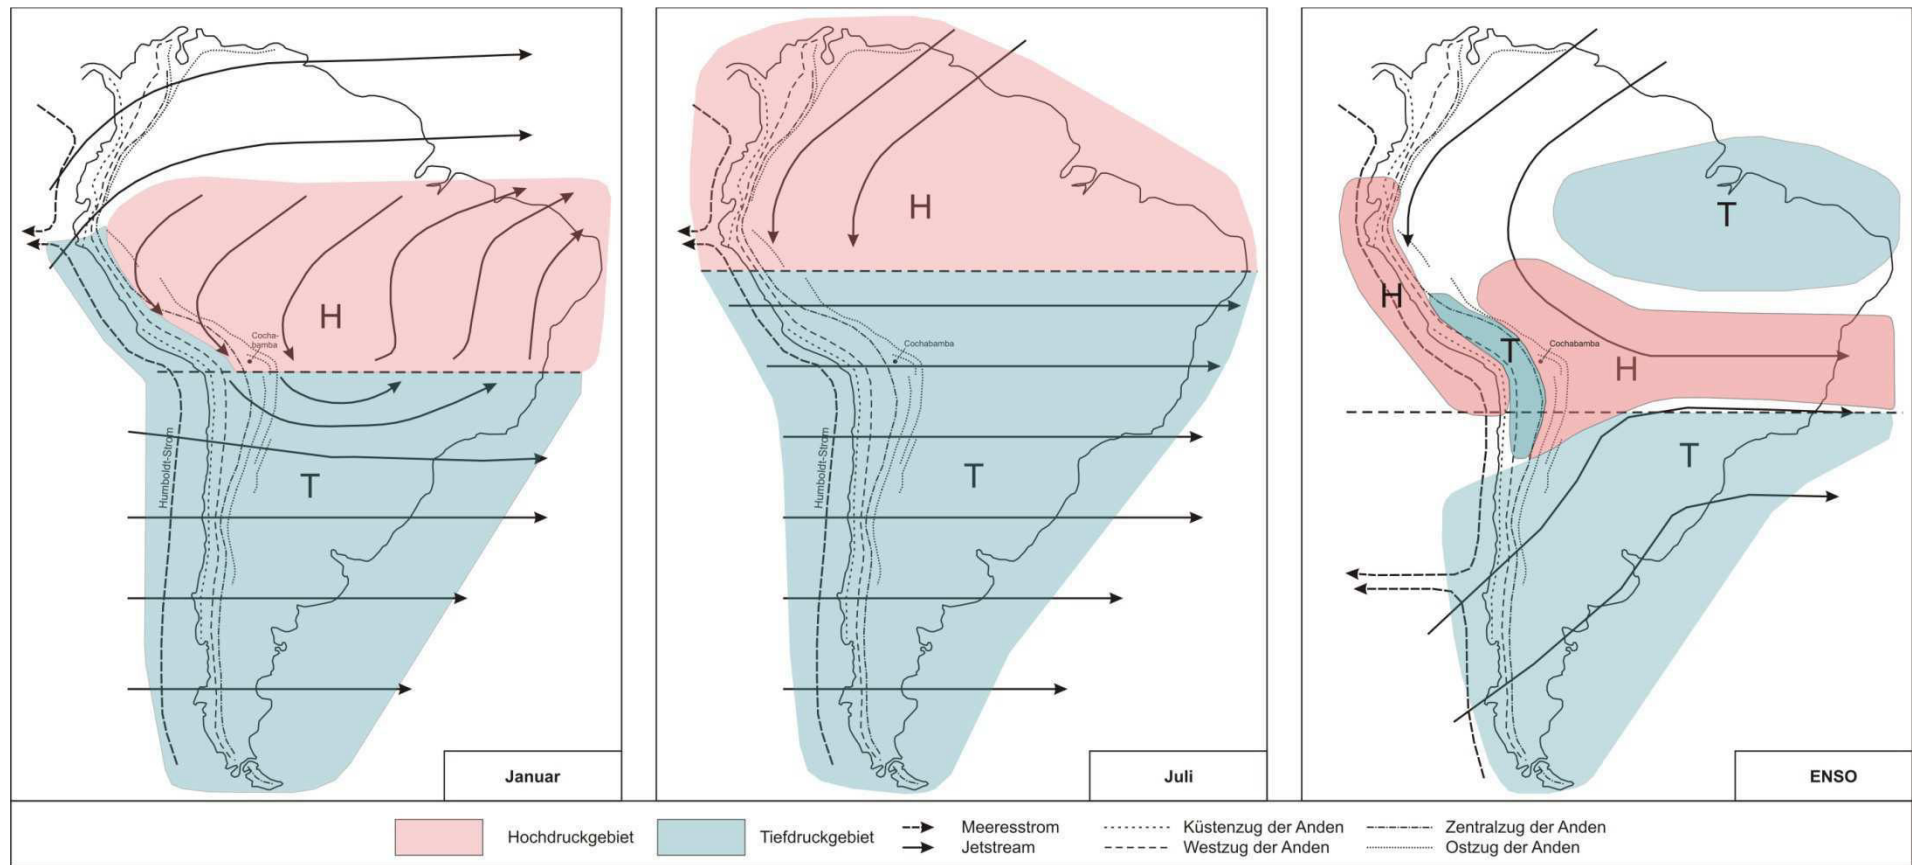 H
Cocha-
bamba
Humboldt-Strom
T
Januar
H
Cochabamba
Humboldt-Strom
T
Juli
T
H
T
Cochabamba
H
T
ENSO
Hochdruckgebiet
Tiefdruckgebiet
Meeresstrom
Jetstream
Küstenzug der Anden
Westzug der Anden
Zentralzug der Anden
Ostzug der Anden